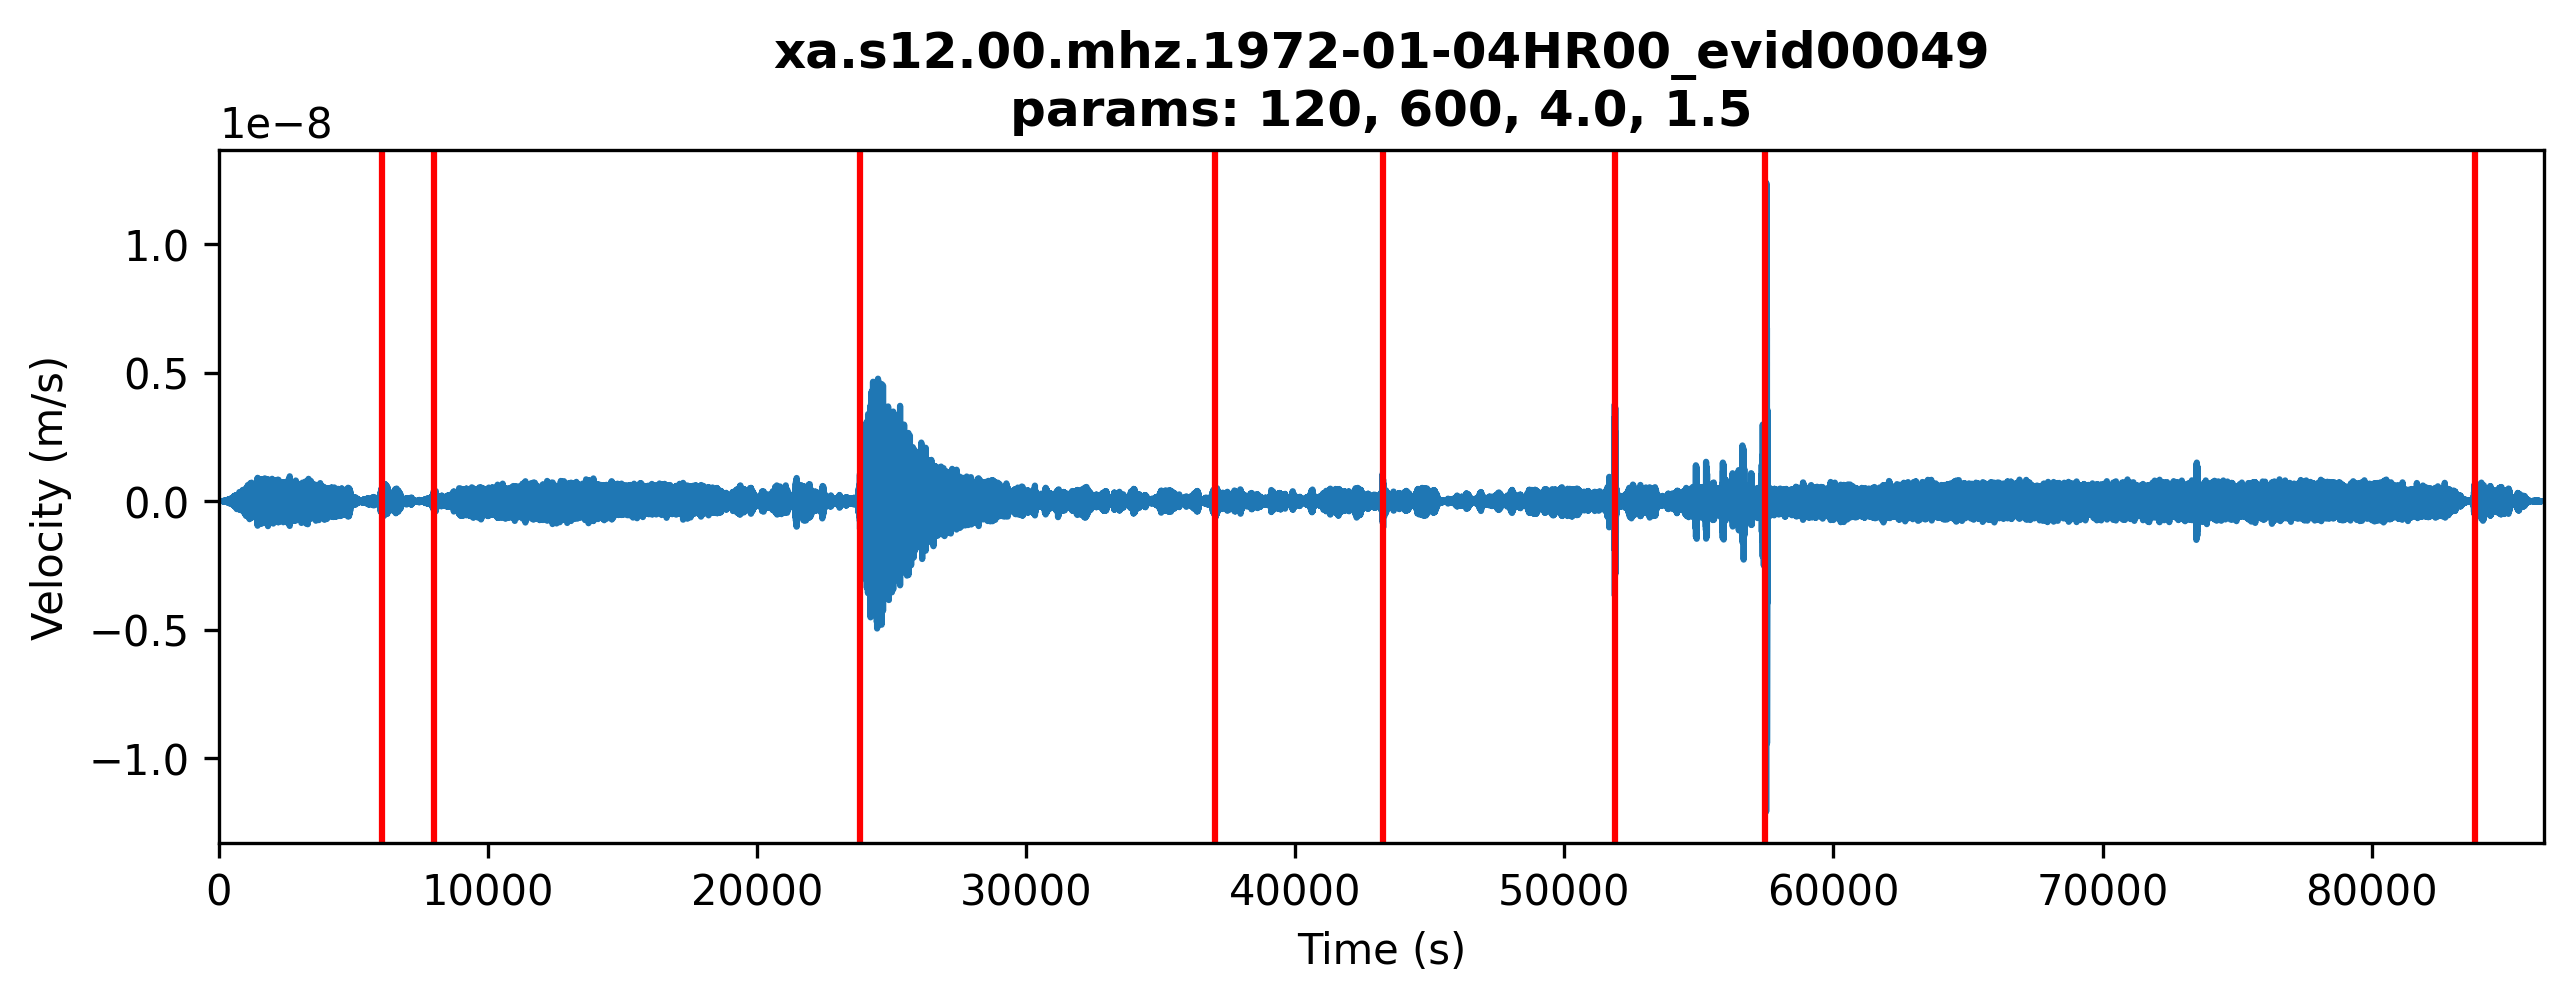 xa.s12.00.mhz.1972-01-04HR00_evid00049
params: 120, 600, 4.0, 1.5
1e−8
1.0
0.5
0.0
−0.5
−1.0
Velocity (m/s)
0 10000 20000 30000 40000 50000 60000 70000 80000
Time (s)